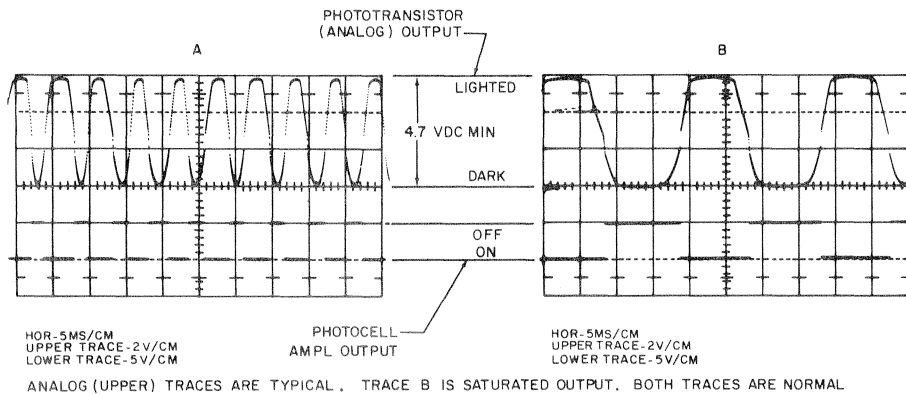 PHOTOTRANSISTOR
(ANALOG) OUTPUT
A
B
LIGHTED
4.7 VDC MIN
DARK
OFF
ON
PHOTOCELL
AMPL OUTPUT
HOR-5MS/CM
UPPER TRACE-2V/CM
LOWER TRACE-5V/CM
HOR-5MS/CM
UPPER TRACE-2V/CM
LOWER TRACE-5V/CM
ANALOG (UPPER) TRACES ARE TYPICAL. TRACE B IS SATURATED OUTPUT. BOTH TRACES ARE NORMAL